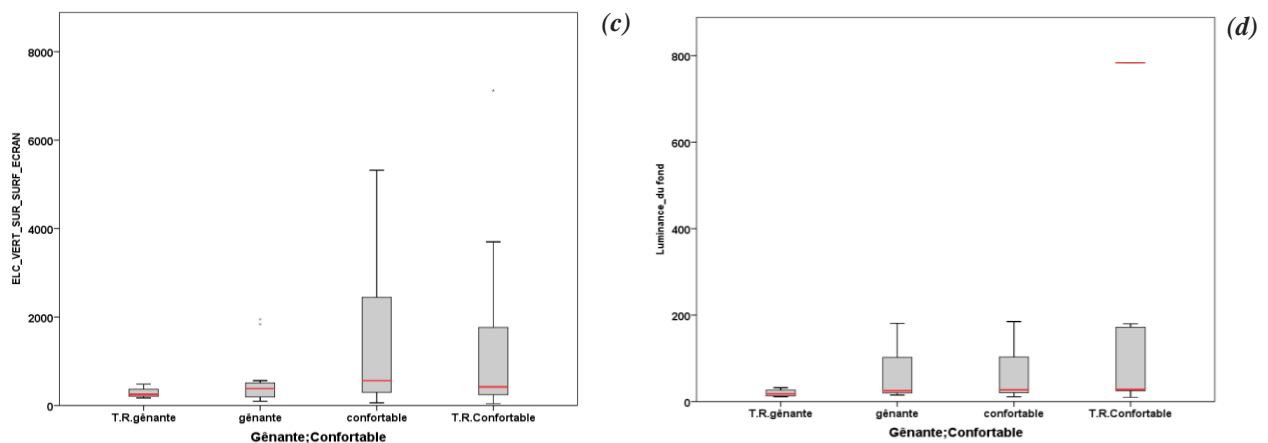 (c)
ELC_VERT_SUR_SURF_ECRAN
8000
6000
4000
2000
0
T.R.gênante gênante confortable T.R.Confortable
Gênante;Confortable
(d)
Luminance_du fond
800
600
400
200
0
T.R.gênante gênante confortable T.R.Confortable
Gênante;Confortable